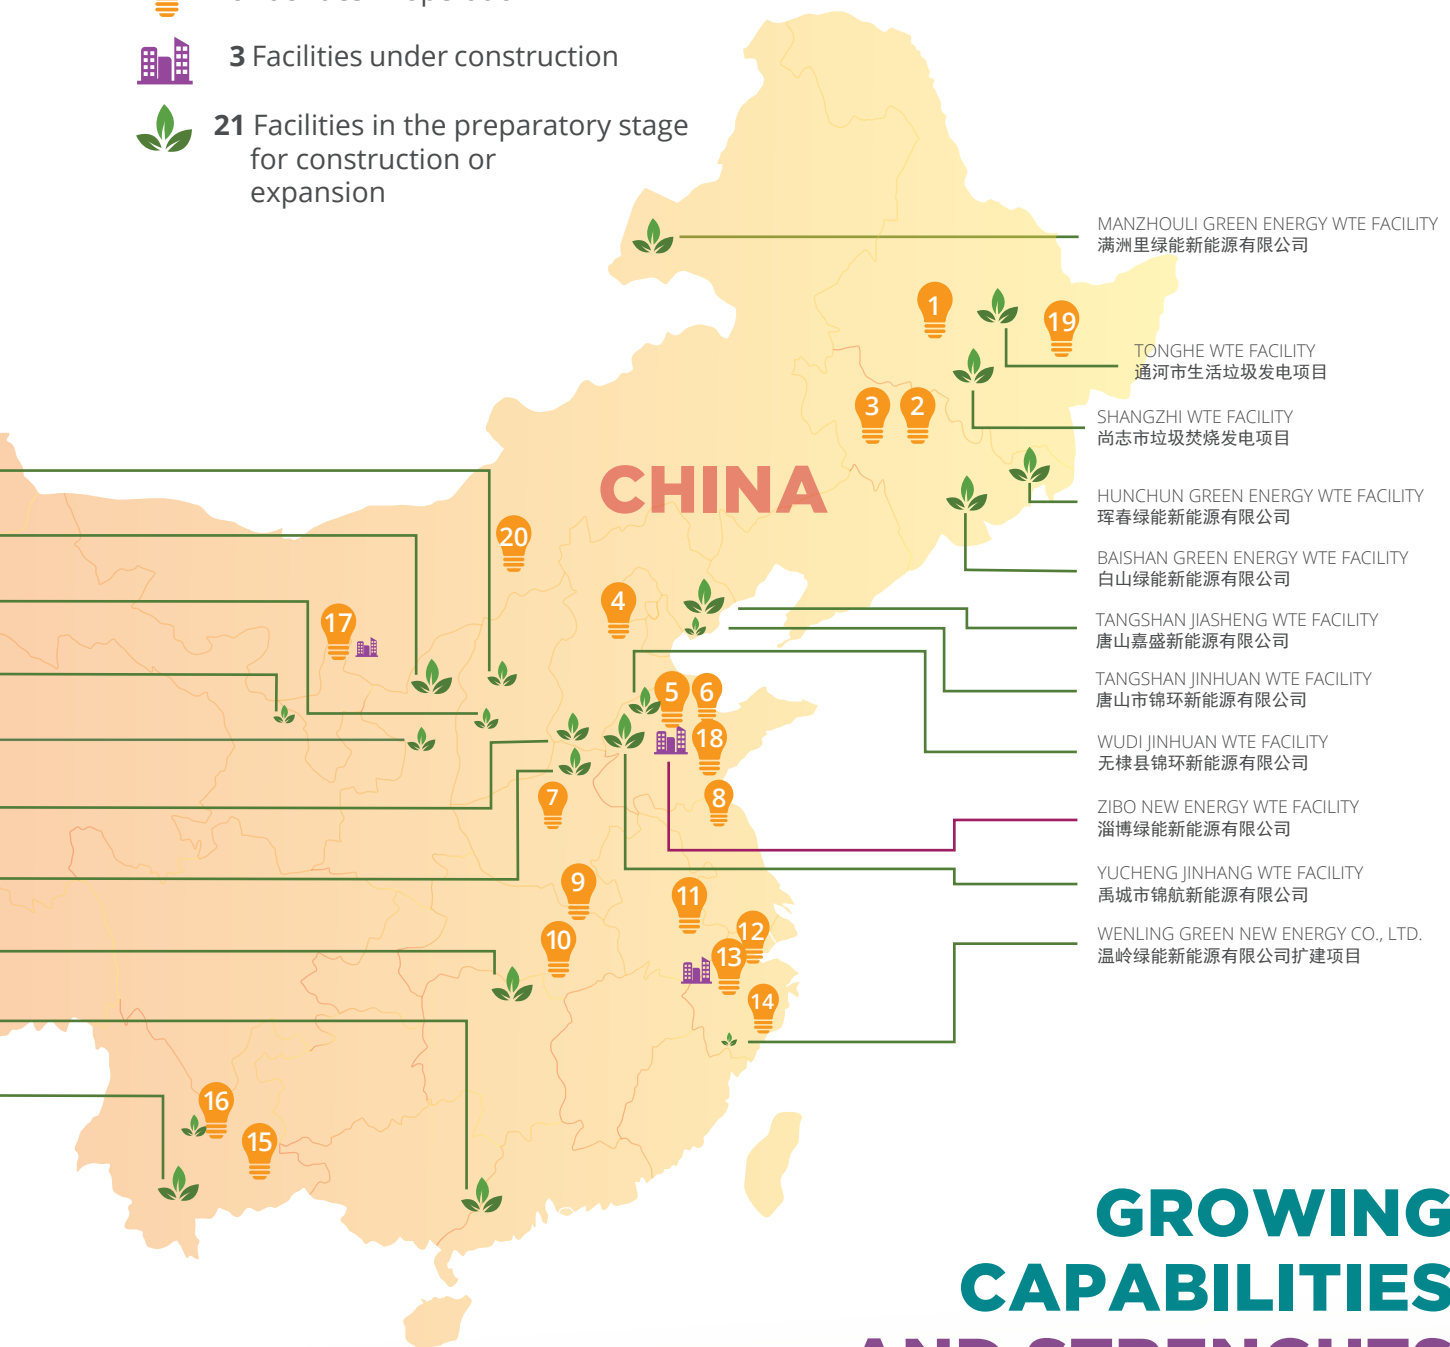 3 Facilities under construction
21 Facilities in the preparatory stage
for construction or
expansion
MANZHOULI GREEN ENERGY WTE FACILITY
满洲里绿能新能源有限公司
1
19
TONGHE WTE FACILITY
通河市生活垃圾发电项目
3
2
SHANGZHI WTE FACILITY
尚志市垃圾焚烧发电项目
CHINA
HUNCHUN GREEN ENERGY WTE FACILITY
珲春绿能新能源有限公司
20
BAISHAN GREEN ENERGY WTE FACILITY
白山绿能新能源有限公司
4
17
TANGSHAN JIASHENG WTE FACILITY
唐山嘉盛新能源有限公司
TANGSHAN JINHUAN WTE FACILITY
唐山市锦环新能源有限公司
5
6
18
WUDI JINHUAN WTE FACILITY
无棣县锦环新能源有限公司
7
8
ZIBO NEW ENERGY WTE FACILITY
淄博绿能新能源有限公司
9
11
YUCHENG JINHANG WTE FACILITY
禹城市锦航新能源有限公司
10
12
13
WENLING GREEN NEW ENERGY CO., LTD.
温岭绿能新能源有限公司扩建项目
14
16
15
GROWING
CAPABILITIES